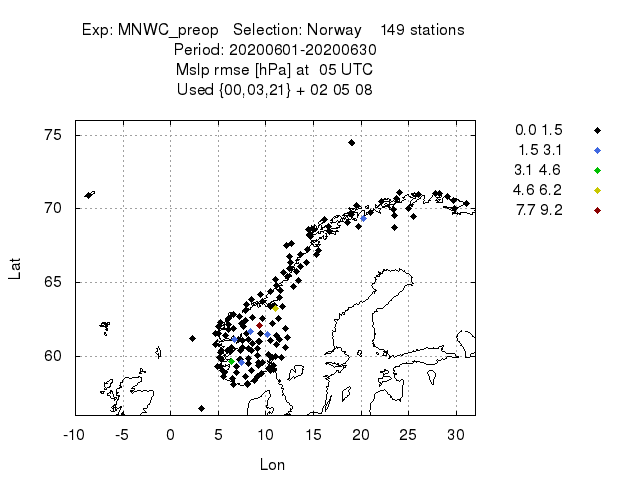 Exp: MNWC_preop   Selection: Norway    149 stations
Period: 20200601-20200630
Mslp rmse [hPa] at  05 UTC
Used {00,03,21} + 02 05 08
0.0 1.5
1.5 3.1
3.1 4.6
4.6 6.2
7.7 9.2
75
70
65
60
Lat
-10 -5 0 5 10 15 20 25 30
Lon